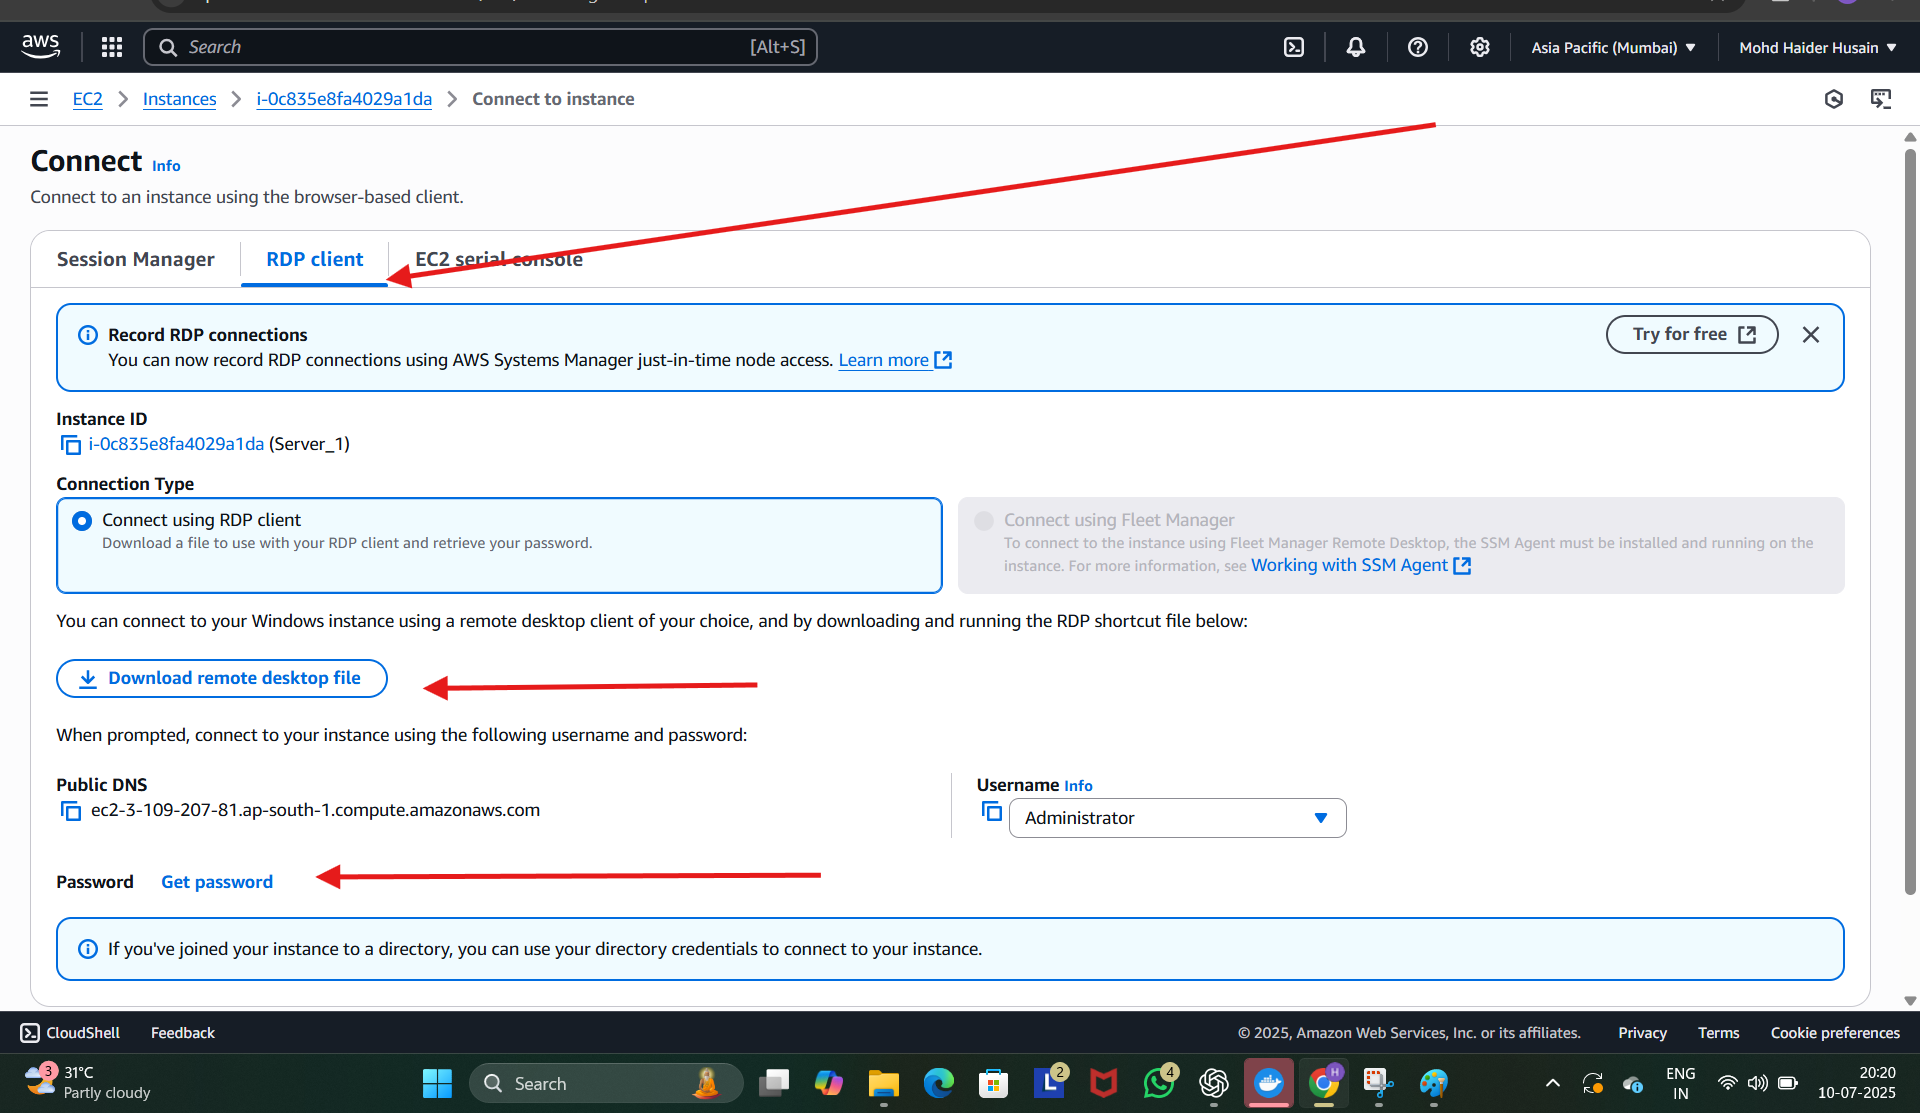 aws
Search [Alt+S]
Asia Pacific (Mumbai)
Mohd Haider Husain
EC2 Instances i-0c835e8fa4029a1da Connect to instance
Connect Info
Connect to an instance using the browser-based client.
Session Manager RDP client EC2 serial console
Record RDP connections
You can now record RDP connections using AWS Systems Manager just-in-time node access. Learn more
Try for free
Instance ID
i-0c835e8fa4029a1da (Server_1)
Connection Type
Connect using RDP client
Download a file to use with your RDP client and retrieve your password.
Connect using Fleet Manager
To connect to the instance using Fleet Manager Remote Desktop, the SSM Agent must be installed and running on the
instance. For more information, see Working with SSM Agent
You can connect to your Windows instance using a remote desktop client of your choice, and by downloading and running the RDP shortcut file below:
Download remote desktop file
When prompted, connect to your instance using the following username and password:
Public DNS
ec2-3-109-207-81.ap-south-1.compute.amazonaws.com
Username Info
Administrator
Password Get password
If you've joined your instance to a directory, you can use your directory credentials to connect to your instance.
CloudShell Feedback
© 2025, Amazon Web Services, Inc. or its affiliates. Privacy Terms Cookie preferences
3
31°C
Partly cloudy
Search
L
2
4
H
ENG
IN
20:20
10-07-2025